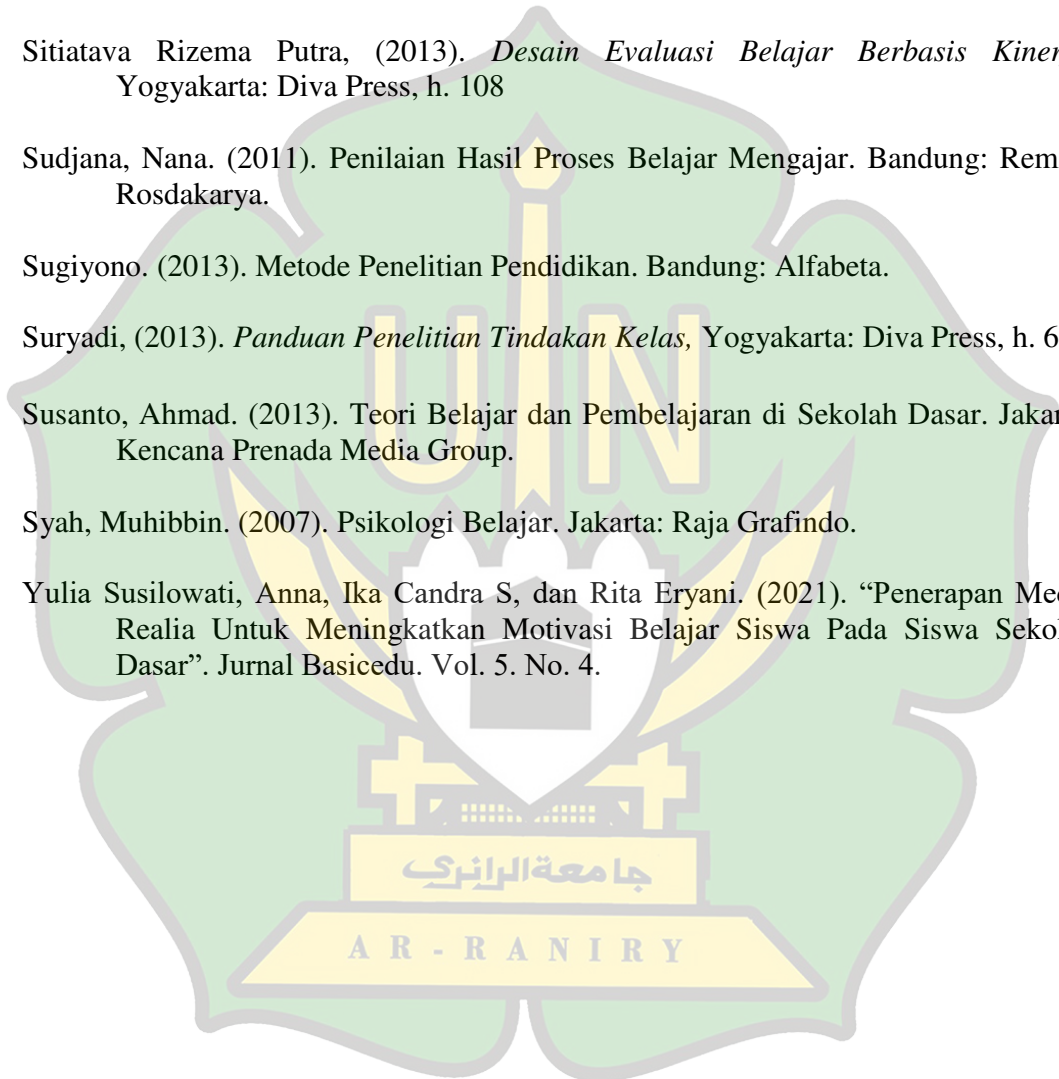 Sitiatava Rizema Putra, (2013). Desain Evaluasi Belajar Berbasis Kiner
Yogyakarta: Diva Press, h. 108
Sudjana, Nana. (2011). Penilaian Hasil Proses Belajar Mengajar. Bandung: Rem
Rosdakarya.
Sugiyono. (2013). Metode Penelitian Pendidikan. Bandung: Alfabeta.
Suryadi, (2013). Panduan Penelitian Tindakan Kelas, Yogyakarta: Diva Press, h. 6
Susanto, Ahmad. (2013). Teori Belajar dan Pembelajaran di Sekolah Dasar. Jakar
Kencana Prenada Media Group.
Syah, Muhibbin. (2007). Psikologi Belajar. Jakarta: Raja Grafindo.
Yulia Susilowati, Anna, Ika Candra S, dan Rita Eryani. (2021). “Penerapan Med
Realia Untuk Meningkatkan Motivasi Belajar Siswa Pada Siswa Sekol
Dasar”. Jurnal Basicedu. Vol. 5. No. 4.
UIN
جامعة الرانري
AR-RANIRY